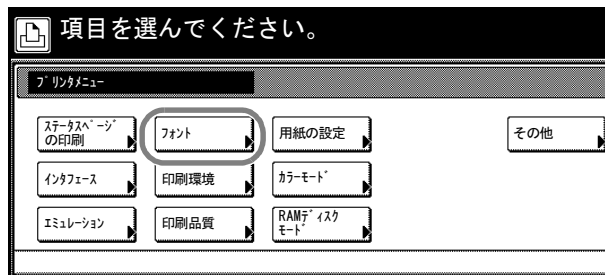 項目を選んでください。
プリンタメニュー
ステータスページ
の印刷
フォント
用紙の設定
その他
インタフェース
印刷環境
カラーモード
エミュレーション
印刷品質
RAMディスク
モード